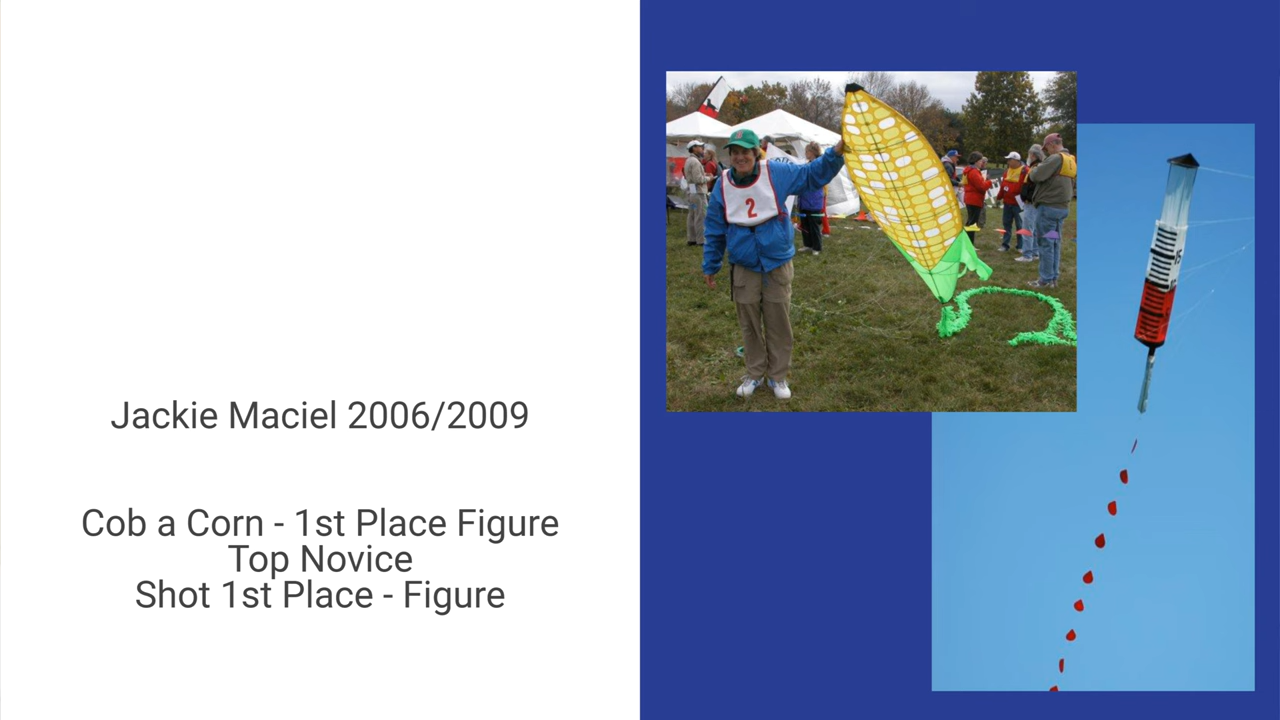 Jackie Maciel 2006/2009
Cob a Corn - 1st Place Figure
Top Novice
Shot 1st Place - Figure
2